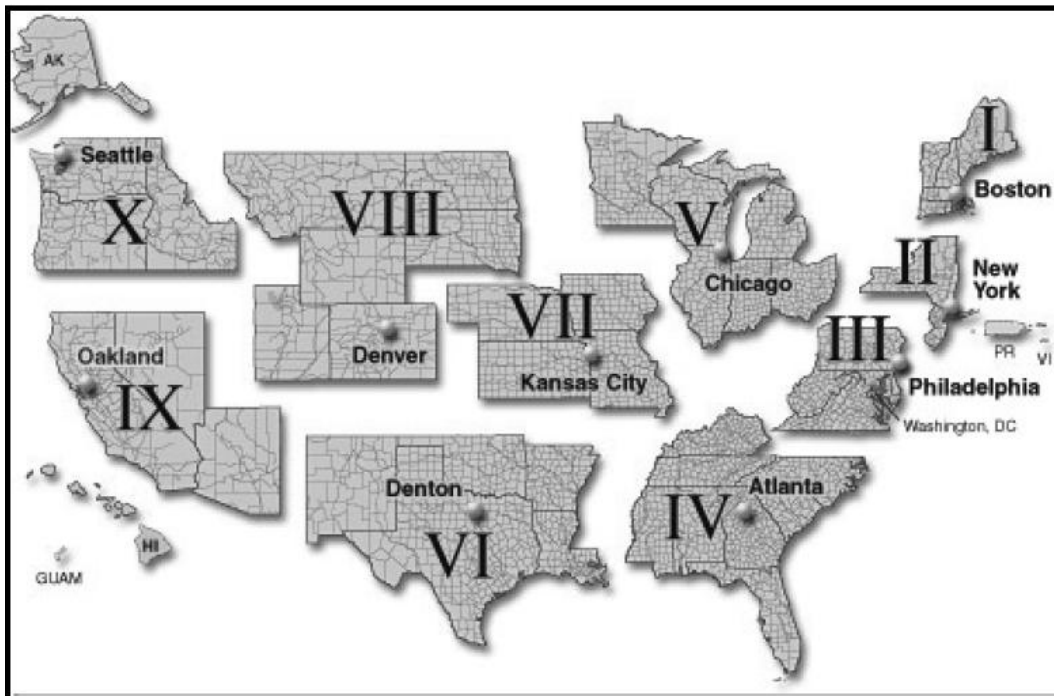 AK
Seattle
X
VIII
V
I
Boston
Chicago
II
New
York
PR
VI
VII
Kansas City
Denver
Oakland
IX
III
Philadelphia
Washington, DC
Denton
VI
IV
Atlanta
HI
GUAM